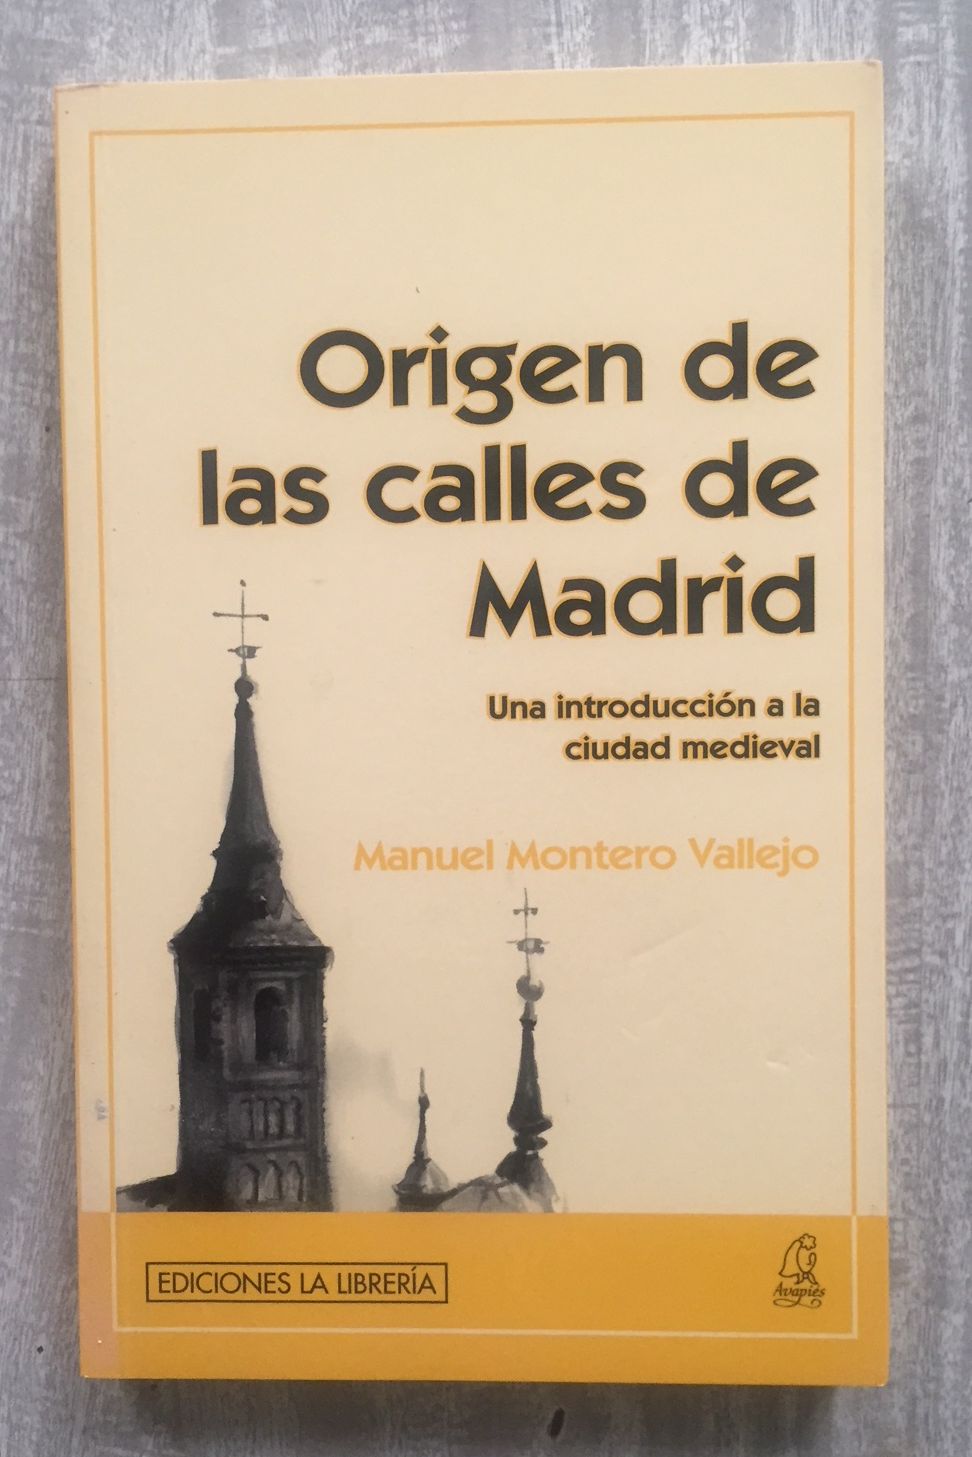 Origen de
las calles de
Madrid
Una introducción a la
ciudad medieval
Manuel Montero Vallejo
EDICIONES LA LIBRERÍA
Avapiés